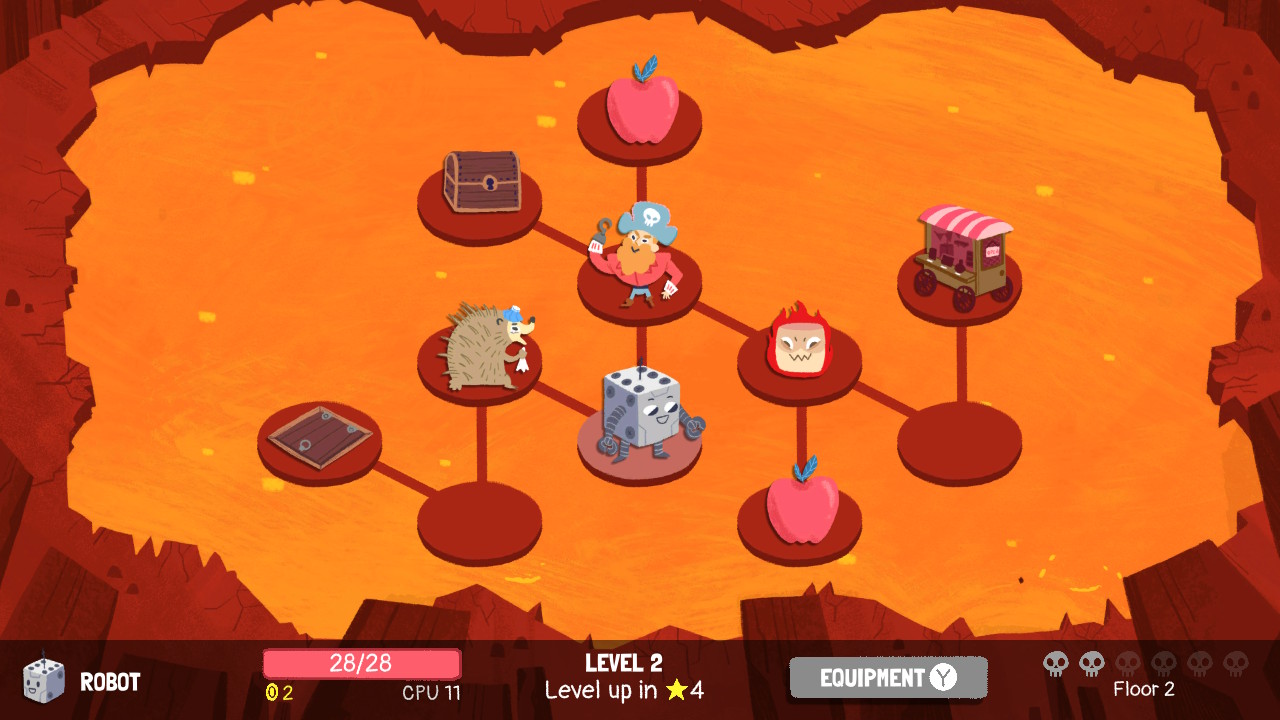 ROBOT
28/28
2
CPU 11
LEVEL 2
Level up in ★4
EQUIPMENT Y
Floor 2